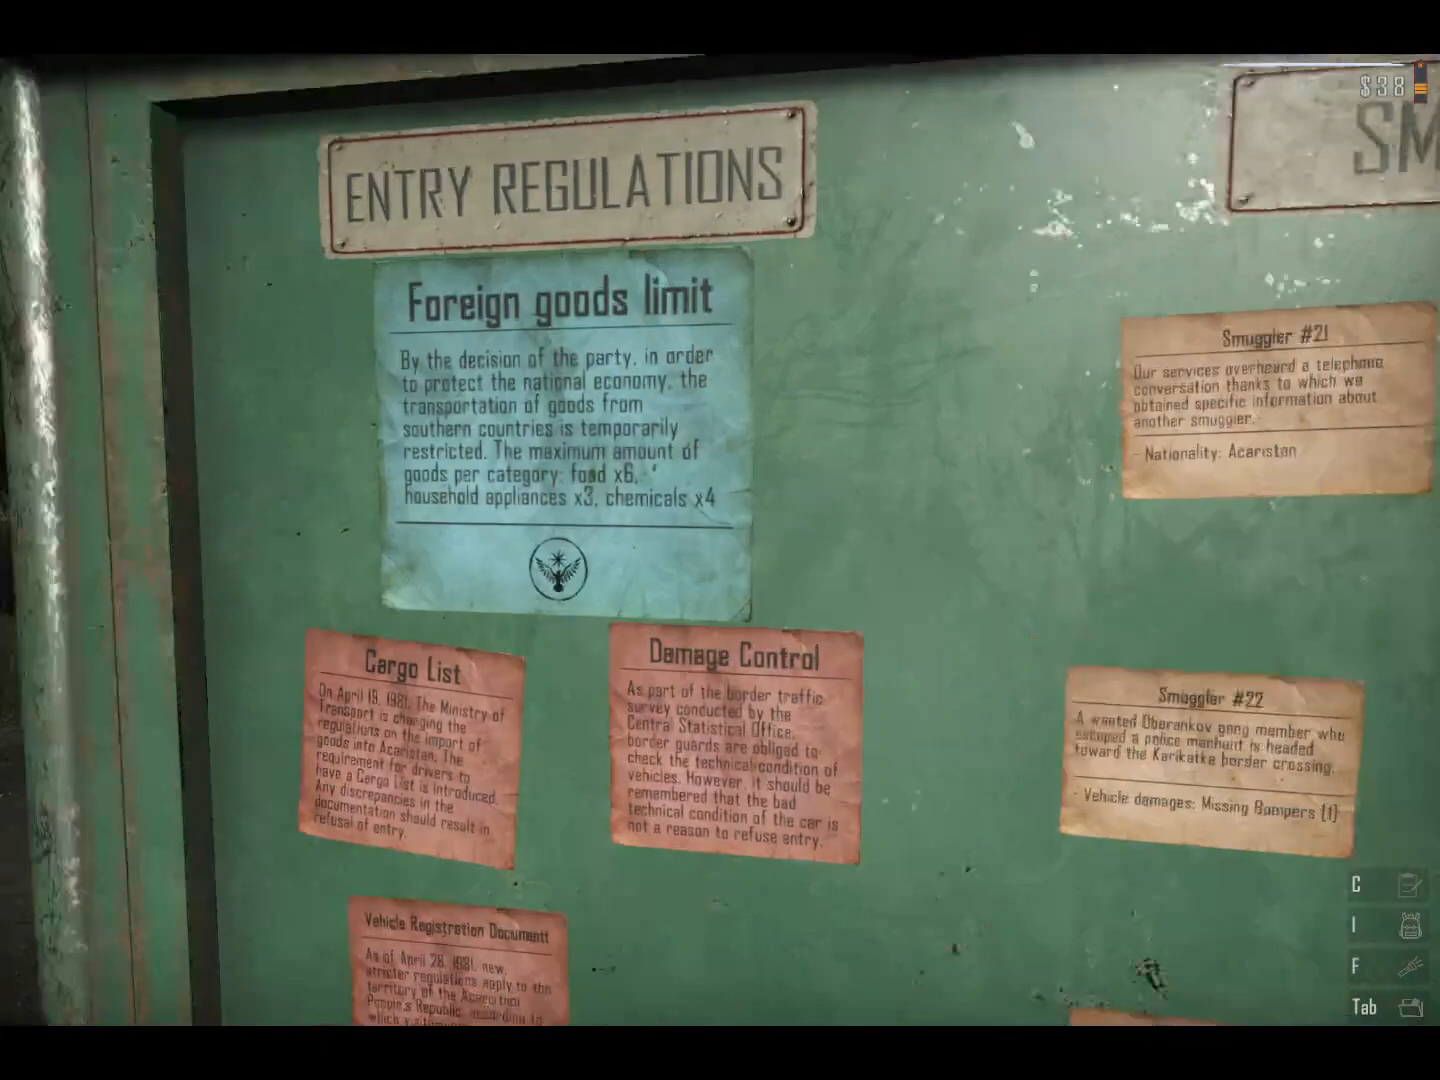 $38
ENTRY REGULATIONS
SM
Foreign goods limit
By the decision of the party, in order
to protect the national economy, the
transportation of goods from
southern countries is temporarily
restricted. The maximum amount of
goods per category: food x6,
household appliances x3, chemicals x4
Smuggler #21
Our services overheard a telephone
conversation thanks to which we
obtained specific information about
another smuggler.
- Nationality: Acaristan
Cargo List
On April 19, 1981, The Ministry of
Transport is changing the
regulations on the import of
goods into Acaristan. The
requirement for drivers to
have a Cargo List is introduced.
Any discrepancies in the
documentation should result in
refusal of entry.
Damage Control
As part of the border traffic
survey conducted by the
Central Statistical Office,
border guards are obliged to
check the technical condition of
vehicles. However, it should be
remembered that the bad
technical condition of the car is
not a reason to refuse entry.
Smuggler #22
A wanted Oberankov gang member who
escaped a police manhunt is headed
toward the Karikatka border crossing.
- Vehicle damages: Missing Bumpers (1)
Vehicle Registration Documentt
As of April 28, 1981, new,
stricter regulations apply to the
territory of the
People's Republic, according to
which
C
I
F
Tab